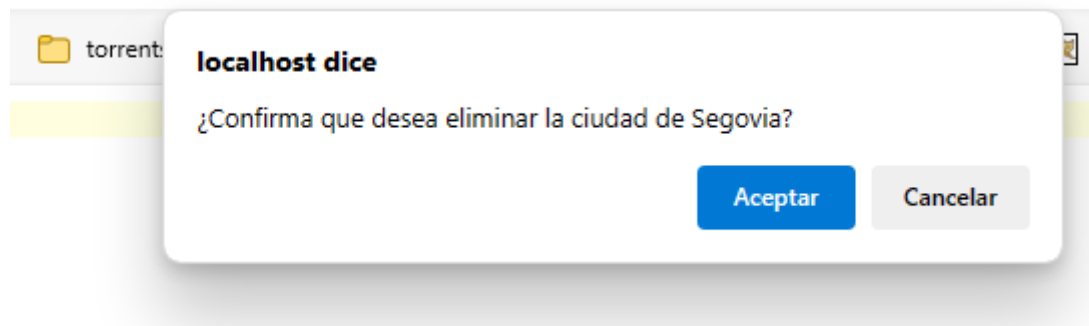 torrent
localhost dice
¿Confirma que desea eliminar la ciudad de Segovia?
Aceptar
Cancelar